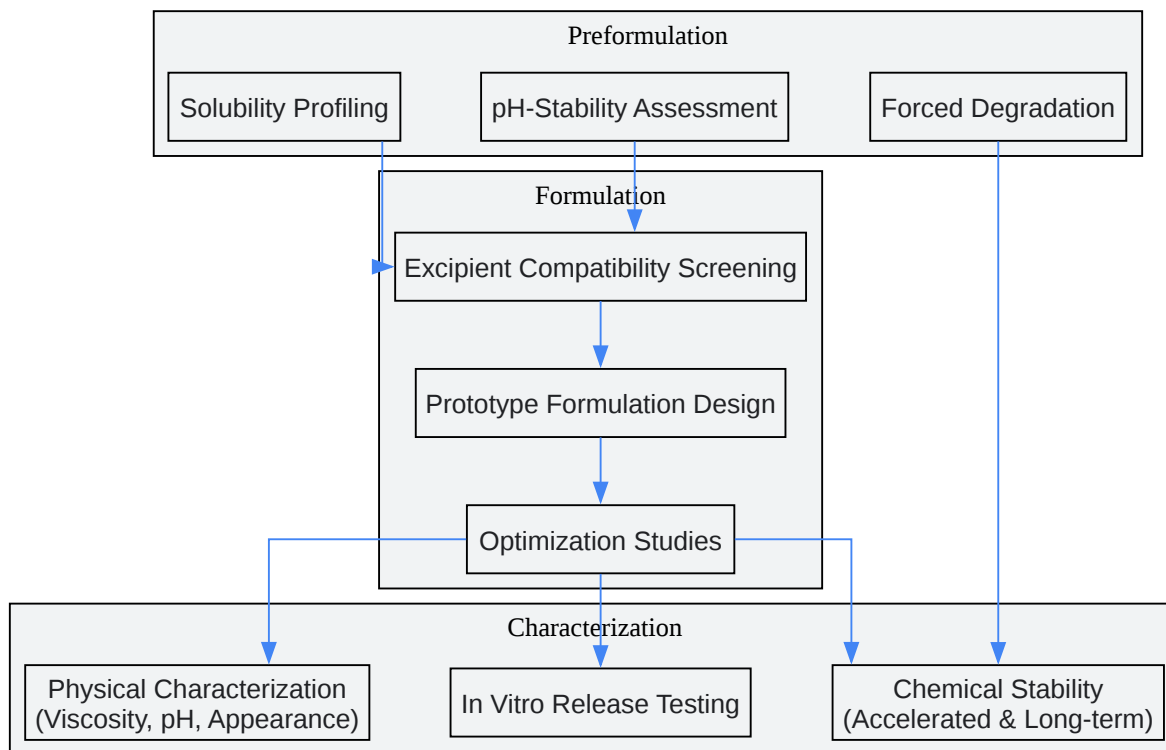 Preformulation
Solubility Profiling
pH-Stability Assessment
Forced Degradation
Formulation
Excipient Compatibility Screening
Prototype Formulation Design
Optimization Studies
Characterization
Physical Characterization
(Viscosity, pH, Appearance)
In Vitro Release Testing
Chemical Stability
(Accelerated & Long-term)